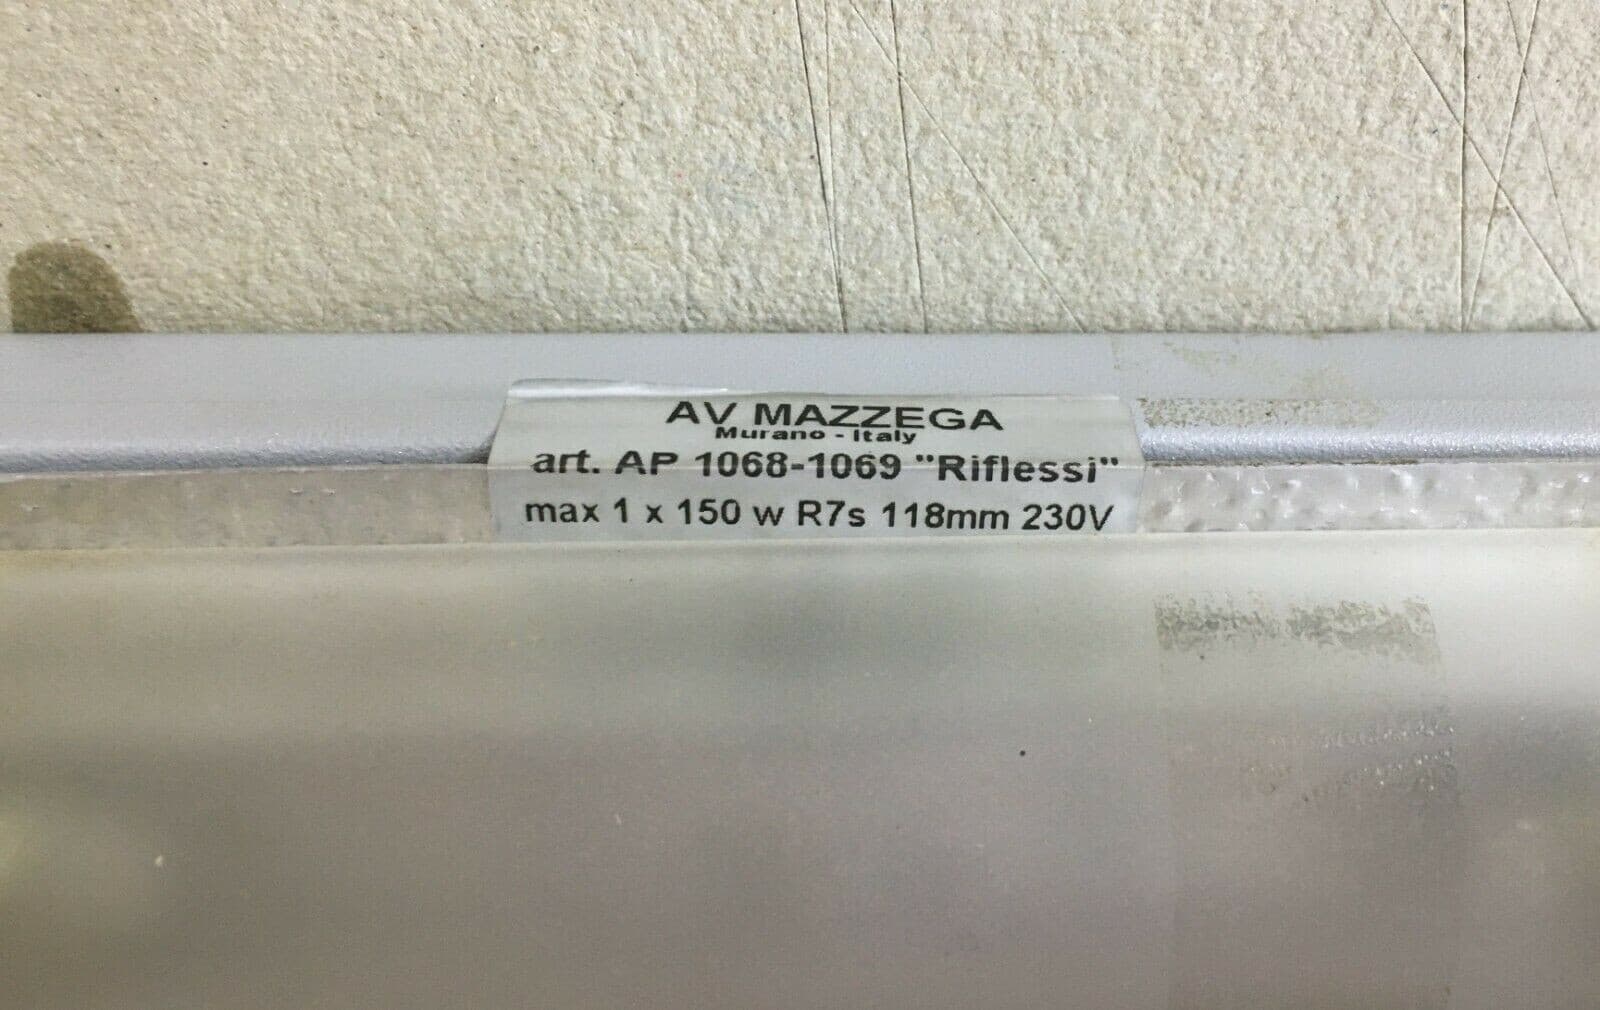 AV MAZZEGA
Murano - Italy
art. AP 1068-1069 "Riflessi"
max 1 x 150 w R7s 118mm 230V